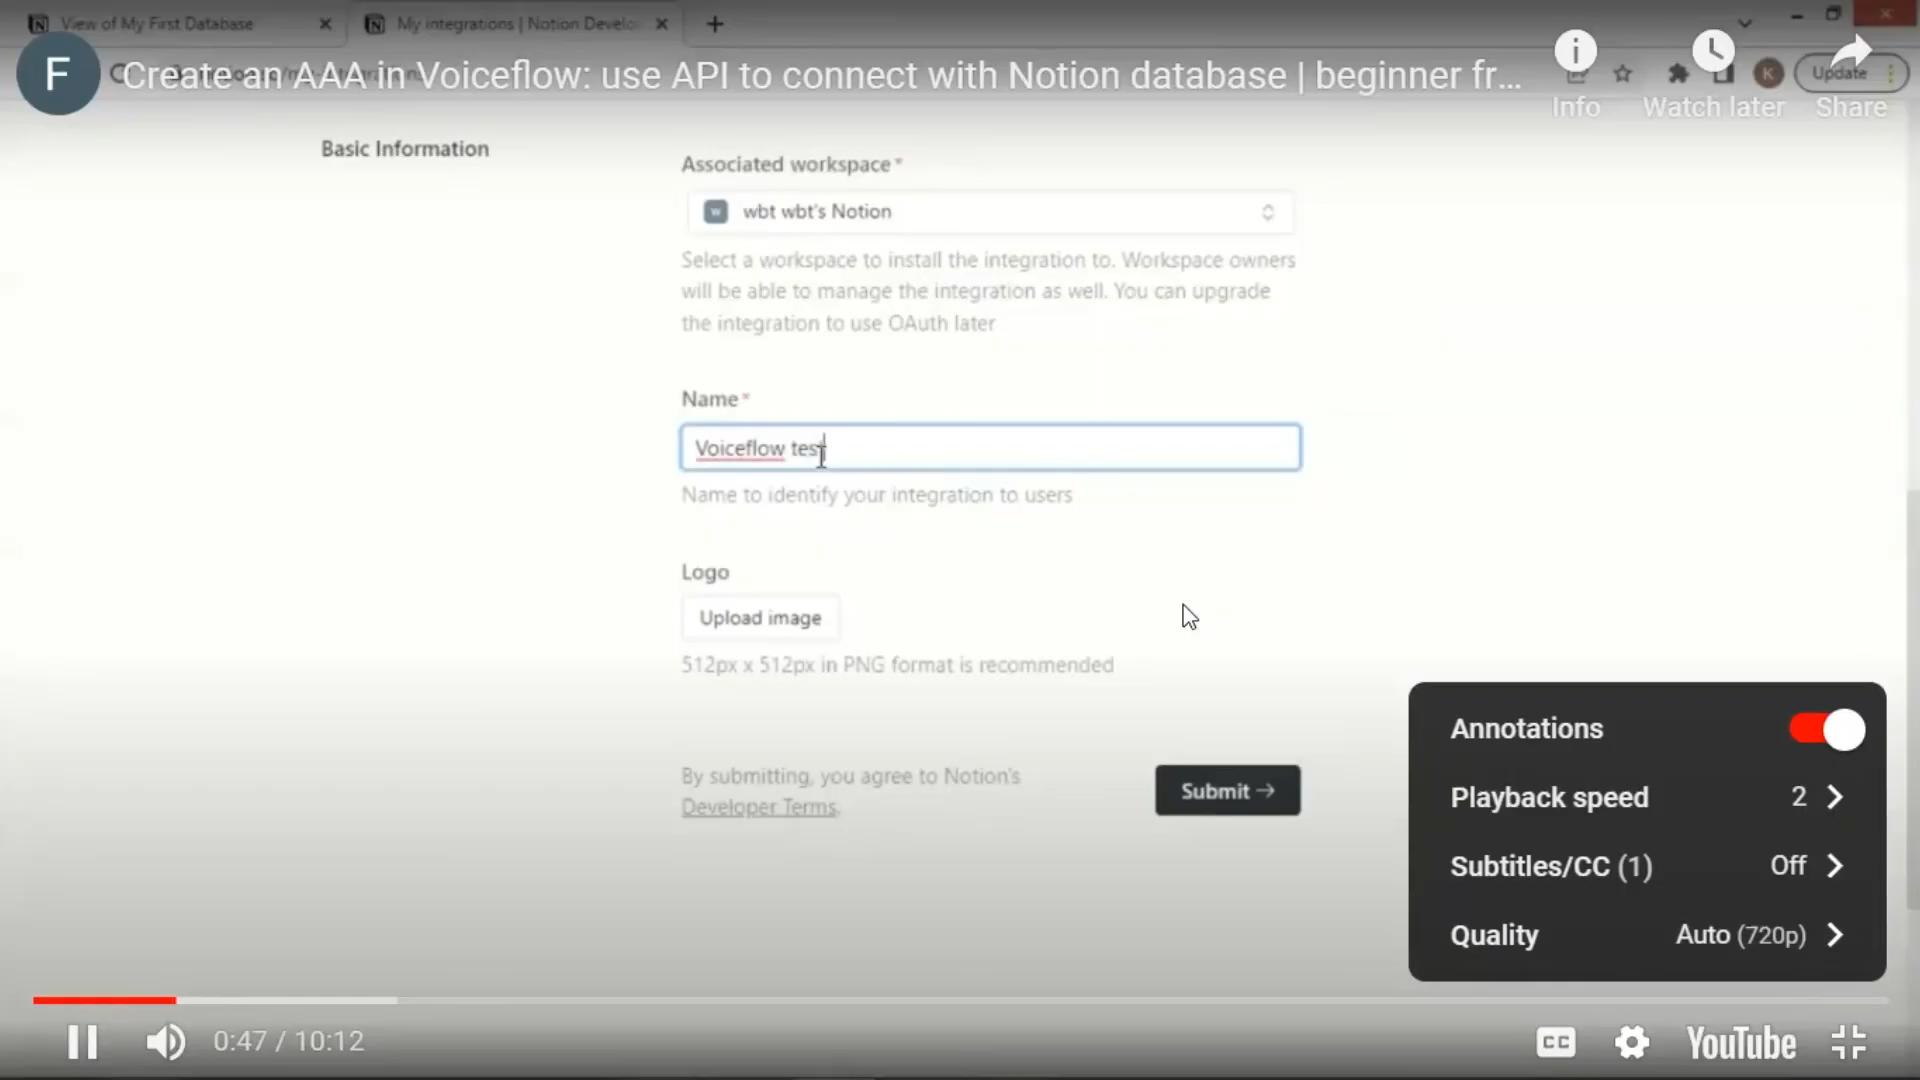 View of My First Database
My integrations | Notion Develo
F
Create an AAA in Voiceflow: use API to connect with Notion database | beginner fr...
K
Update
Info
Watch later
Share
Basic Information
Associated workspace*
w
wbt wbt's Notion
Select a workspace to install the integration to. Workspace owners
will be able to manage the integration as well. You can upgrade
the integration to use OAuth later
Name*
Voiceflow test
Name to identify your integration to users
Logo
Upload image
512px x 512px in PNG format is recommended
By submitting, you agree to Notion's
Developer Terms.
Submit →
Annotations
Playback speed 2
Subtitles/CC (1) Off
Quality Auto (720p)
0:47 / 10:12
CC
YouTube